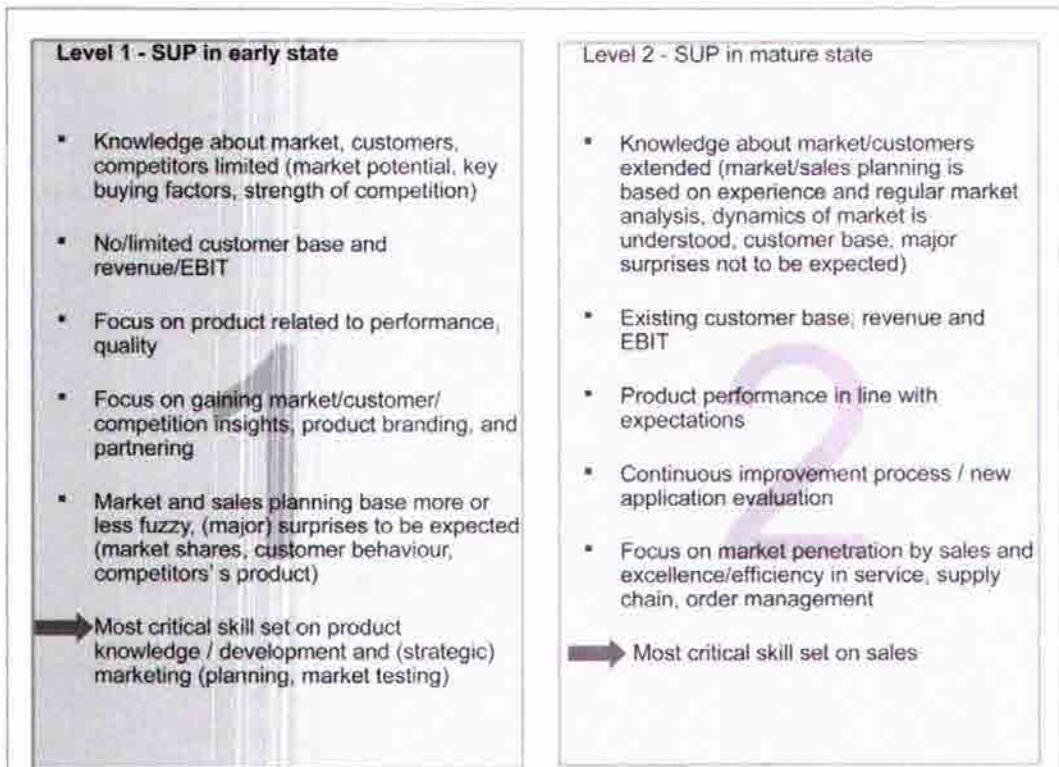 Level 1 - SUP in early state
▪ Knowledge about market, customers,
competitors limited (market potential, key
buying factors, strength of competition)
▪ No/limited customer base and
revenue/EBIT
▪ Focus on product related to performance,
quality
▪ Focus on gaining market/customer/
competition insights, product branding, and
partnering
▪ Market and sales planning base more or
less fuzzy, (major) surprises to be expected
(market shares, customer behaviour,
competitors' s product)
Most critical skill set on product
knowledge / development and (strategic)
marketing (planning, market testing)
1
Level 2 - SUP in mature state
▪ Knowledge about market/customers
extended (market/sales planning is
based on experience and regular market
analysis, dynamics of market is
understood, customer base, major
surprises not to be expected)
▪ Existing customer base, revenue and
EBIT
▪ Product performance in line with
expectations
▪ Continuous improvement process / new
application evaluation
▪ Focus on market penetration by sales and
excellence/efficiency in service, supply
chain, order management
Most critical skill set on sales
2